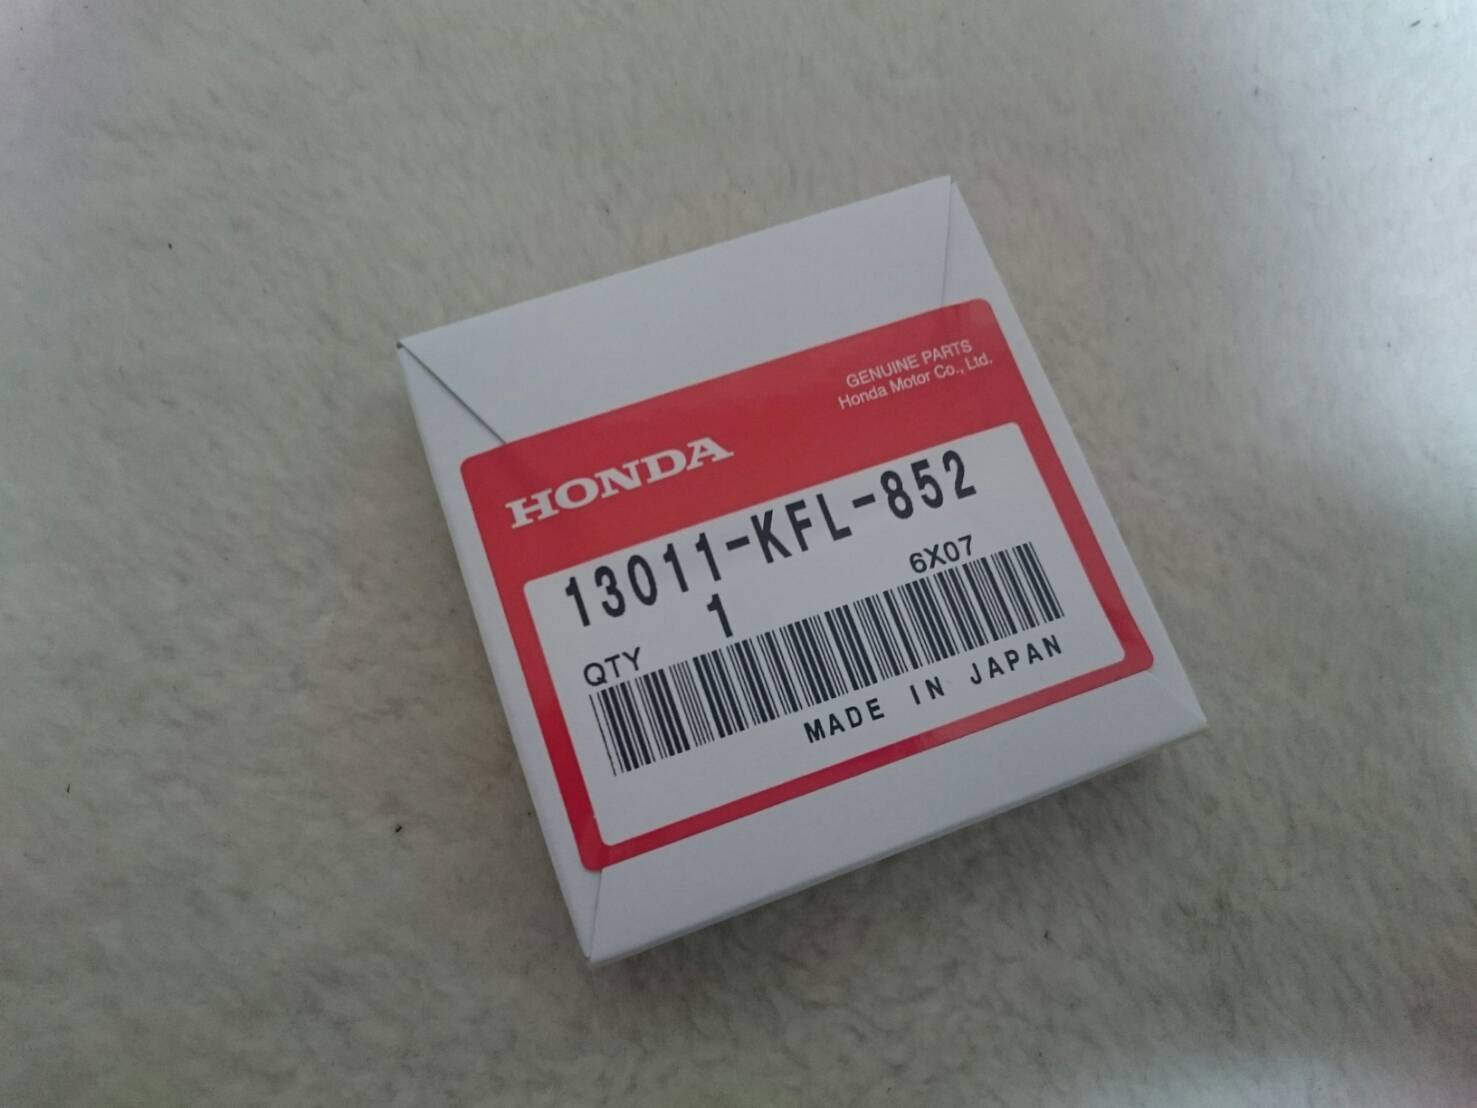 GENUINE PARTS
Honda Motor Co., Ltd.
HONDA
13011-KFL-852
QTY 1 6X07
MADE IN JAPAN